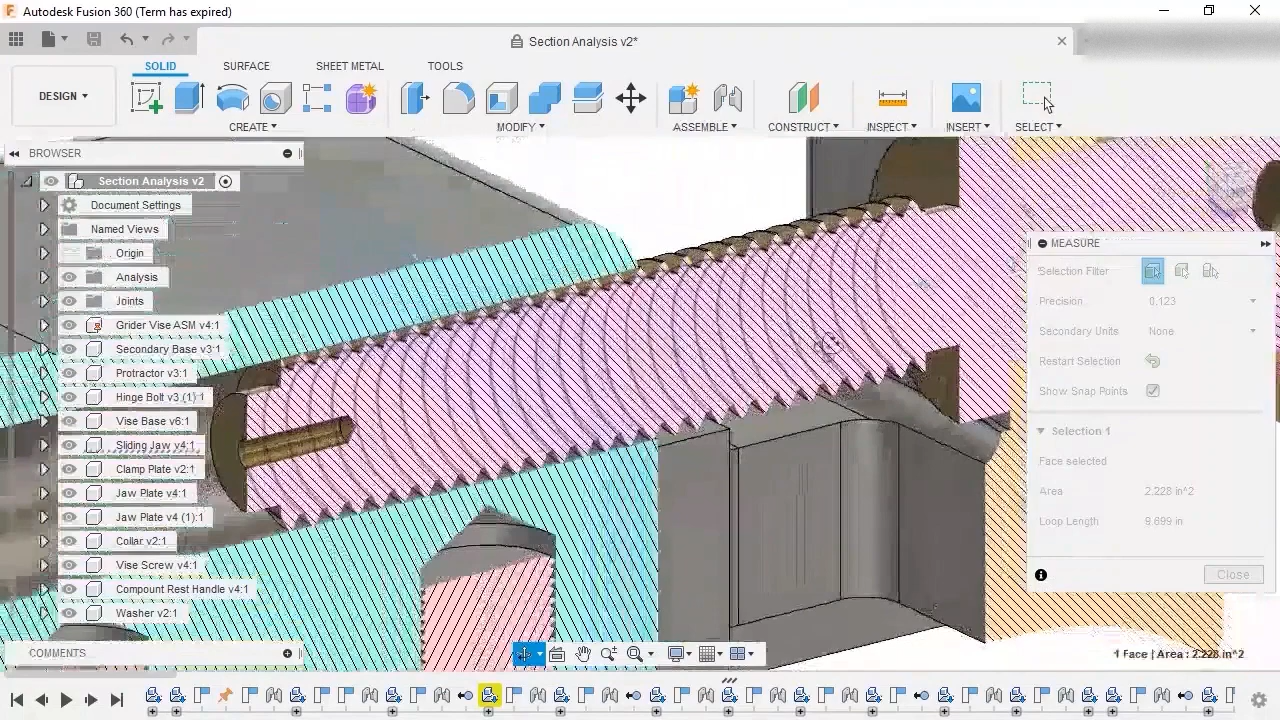 Autodesk Fusion 360 (Term has expired)
Section Analysis v2*
SOLID SURFACE SHEET METAL TOOLS
DESIGN
CREATE MODIFY ASSEMBLE CONSTRUCT INSPECT INSERT SELECT
BROWSER
Section Analysis v2
Document Settings
Named Views
Origin
Analysis
Joints
Grider Vise ASM v4:1
Secondary Base v3:1
Protractor v3:1
Hinge Bolt v3 (1):1
Vise Base v6:1
Sliding Jaw v4:1
Clamp Plate v2:1
Jaw Plate v4:1
Jaw Plate v4 (1):1
Collar v2:1
Vise Screw v4:1
Compount Rest Handle v4:1
Washer v2:1
COMMENTS
MEASURE
Selection Filter
Precision 0.123
Secondary Units None
Restart Selection
Show Snap Points
Selection 1
Face selected
Area 2.228 in^2
Loop Length 9.699 in
Close
1 Face | Area : 2.228 in^2